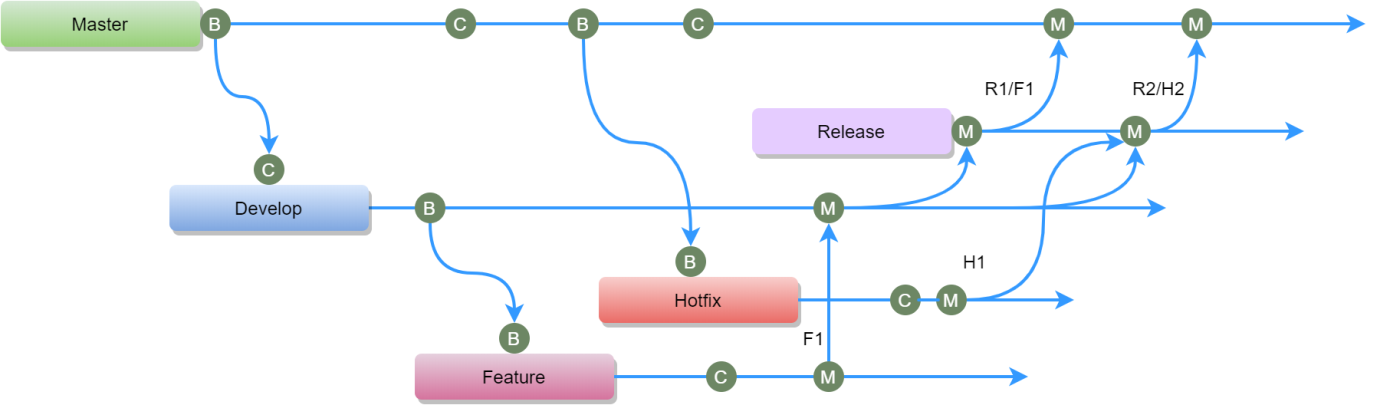 Master
B
C
B
C
M
M
R1/F1
R2/H2
Release
M
M
C
Develop
B
M
B
H1
Hotfix
C
M
B
F1
Feature
C
M